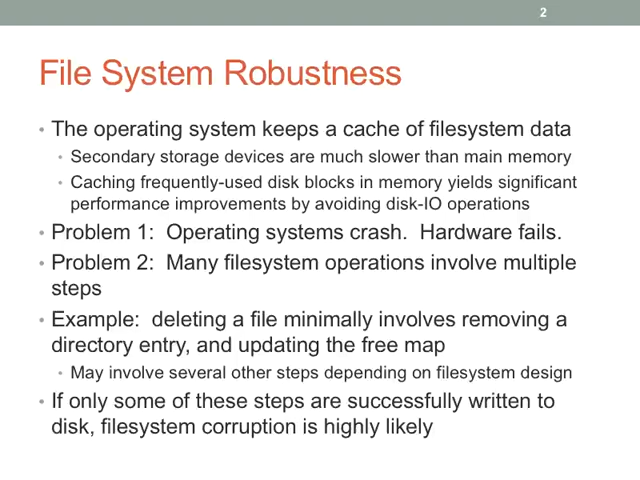 2
File System Robustness
• The operating system keeps a cache of filesystem data
• Secondary storage devices are much slower than main memory
• Caching frequently-used disk blocks in memory yields significant
performance improvements by avoiding disk-IO operations
• Problem 1:  Operating systems crash.  Hardware fails.
• Problem 2:  Many filesystem operations involve multiple
steps
• Example:  deleting a file minimally involves removing a
directory entry, and updating the free map
• May involve several other steps depending on filesystem design
• If only some of these steps are successfully written to
disk, filesystem corruption is highly likely